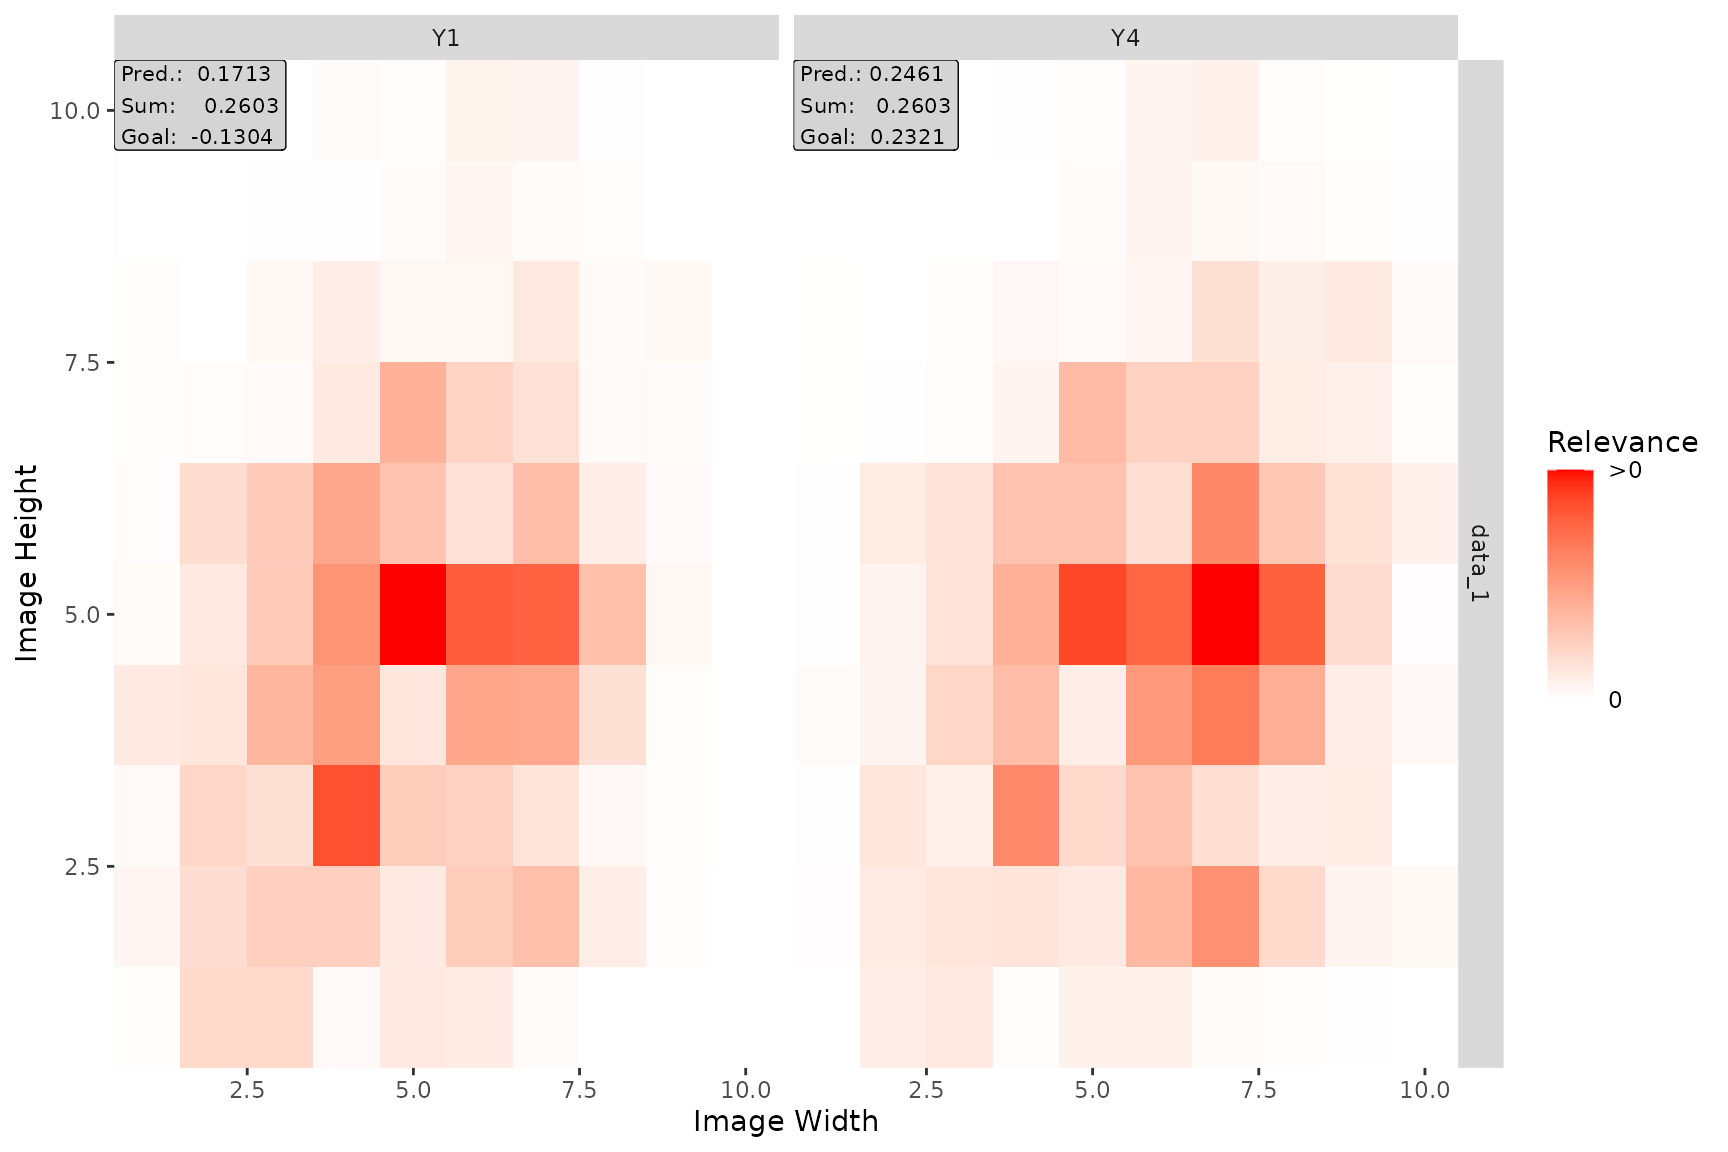 Y1
Y4
Pred.: 0.1713
Sum: 0.2603
Goal: -0.1304
Pred.: 0.2461
Sum: 0.2603
Goal: 0.2321
10.0
7.5
5.0
2.5
Image Height
data_1
Relevance
>0
0
2.5 5.0 7.5 10.0
2.5 5.0 7.5 10.0
Image Width